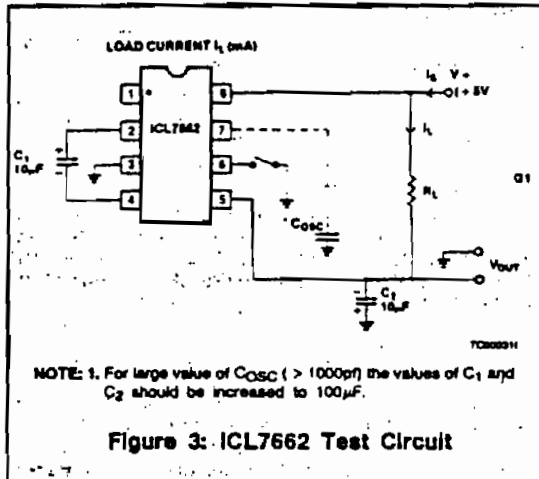 LOAD CURRENT IL (mA)
IS V+
(+5V
1 8
2 ICL7662 7
3 6
4 5
C1
10µF
+
-
IL
RL
COSC
VOUT
-
+
C2
10µF
NOTE: 1. For large value of COSC ( > 1000pf) the values of C1 and
C2 should be increased to 100µF.
Figure 3: ICL7662 Test Circuit